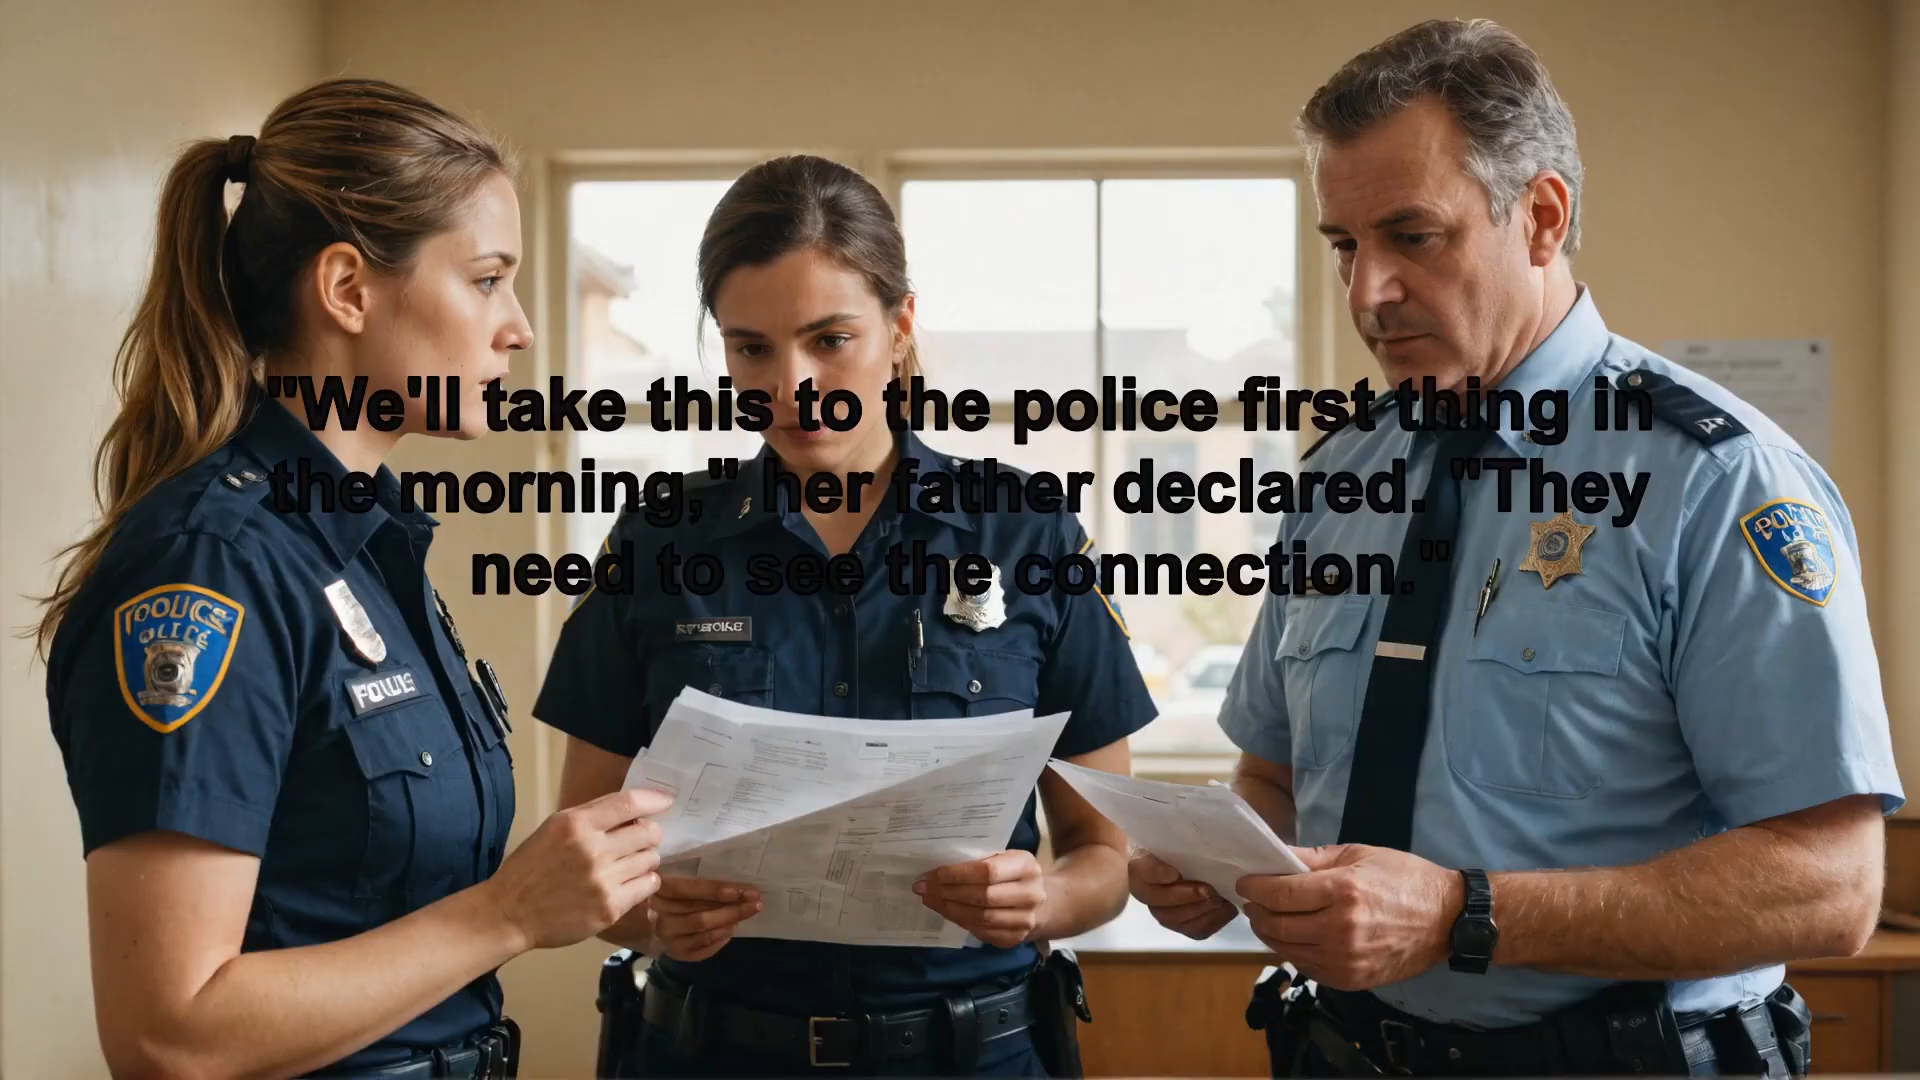 "We'll take this to the police first thing in
the morning," her father declared. "They
need to see the connection."